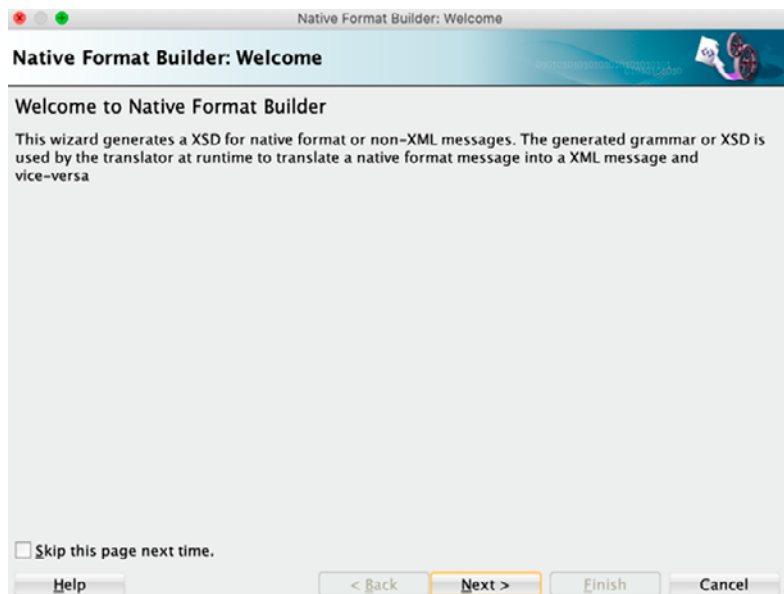 Native Format Builder: Welcome
Native Format Builder: Welcome
Welcome to Native Format Builder
This wizard generates a XSD for native format or non-XML messages. The generated grammar or XSD is
used by the translator at runtime to translate a native format message into a XML message and
vice-versa
Skip this page next time.
Help
< Back
Next >
Finish
Cancel